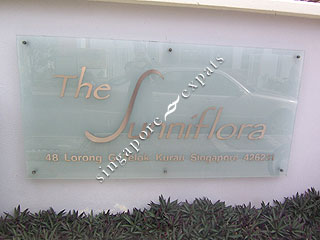 The
Suniflora
48 Lorong Kurau Singapore
singapore expats